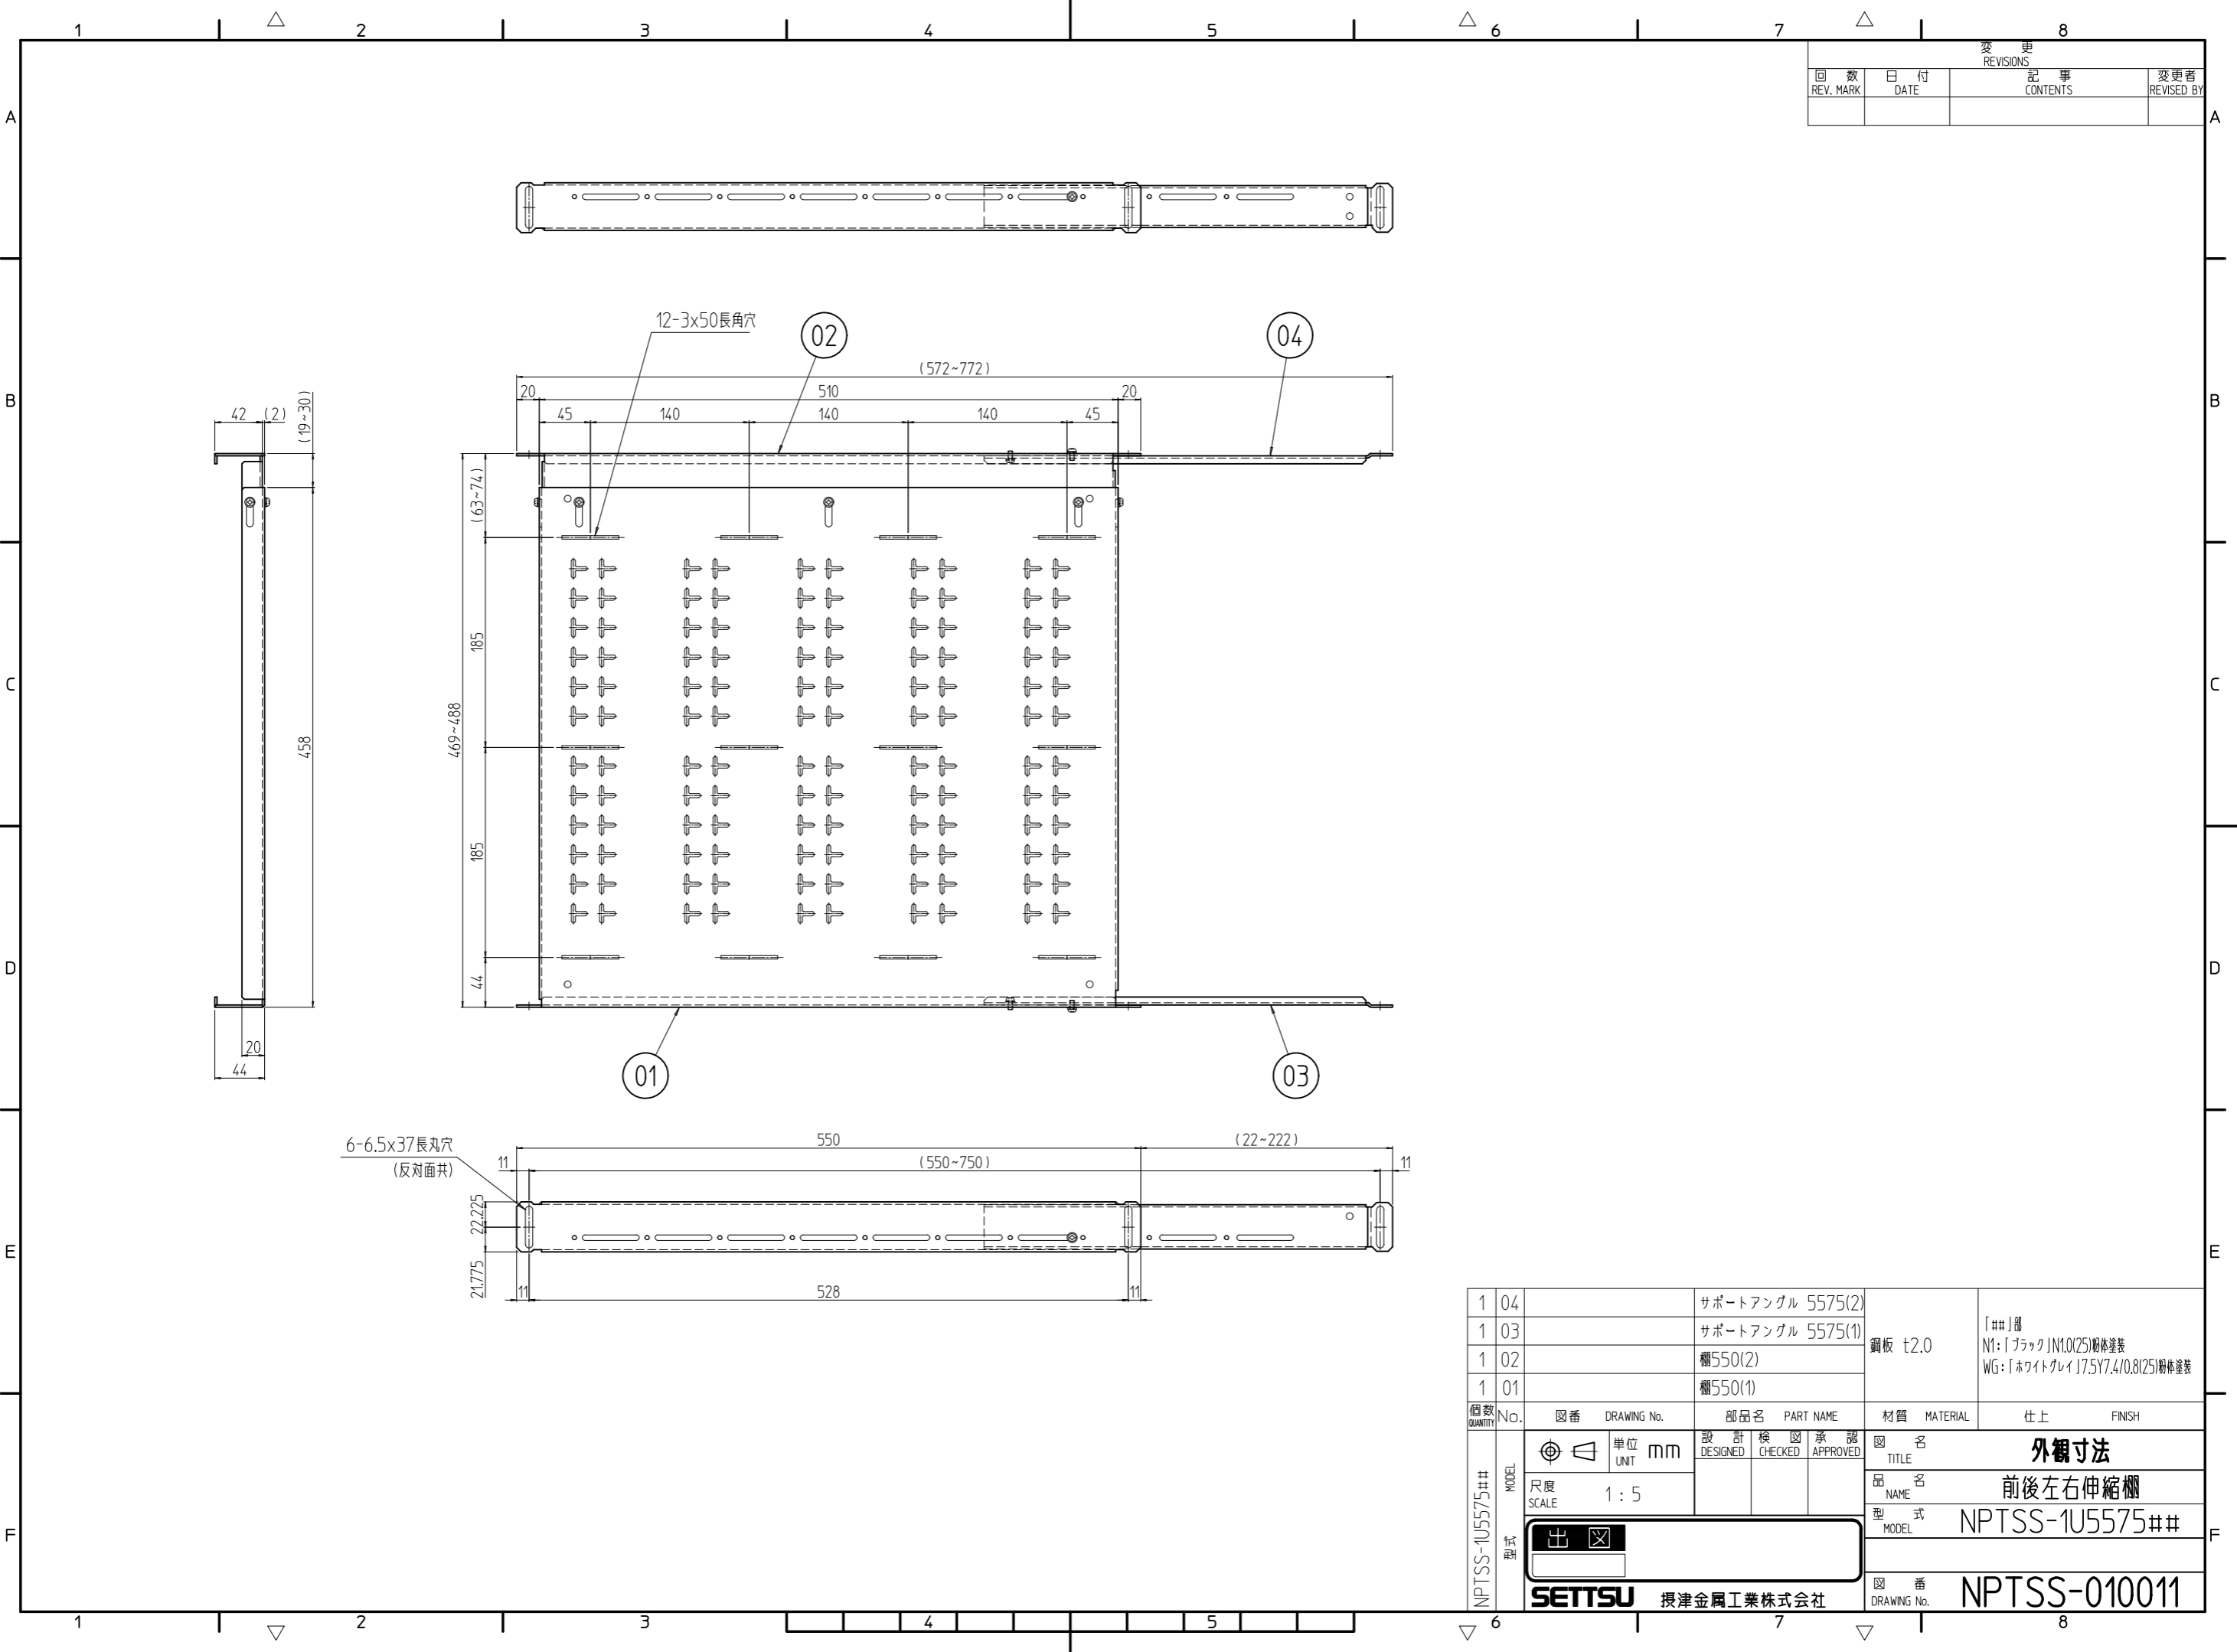 1 2 3 4 5 6 7 8
変 更
REVISIONS
回 数 日 付 記 事 変更者
REV. MARK DATE CONTENTS REVISED BY
A A
B B
C C
D D
E E
F F
12-3x50長角穴
02
04
(572~772)
20 510 20
45 140 140 140 45
42 (2)
(19~30)
458
20
44
(63~74)
185
469~488
185
44
01
03
6-6.5x37長丸穴
(反対面共)
550 (22~222)
11 (550~750) 11
22.225
21.775
11 528 11
1 04 サポートアングル 5575(2)
1 03 サポートアングル 5575(1)
1 02 棚550(2)
1 01 棚550(1)
鋼板 t2.0
「##」部
N1:「ブラック」N1.0(25)粉体塗装
WG:「ホワイトグレイ」7.5Y7.4/0.8(25)粉体塗装
個数 No. 図番 DRAWING No. 部品名 PART NAME 材質 MATERIAL 仕上 FINISH
QUANTITY
NPTSS-1U5575##
型式 MODEL
単位 mm
UNIT
設 計 検 図 承 認
DESIGNED CHECKED APPROVED
尺度 1:5
SCALE
出 図
SETTSU 摂津金属工業株式会社
図 名 外観寸法
TITLE
品 名 前後左右伸縮棚
NAME
型 式 NPTSS-1U5575##
MODEL
図 番 NPTSS-010011
DRAWING No.
1 2 3 4 5 6 7 8